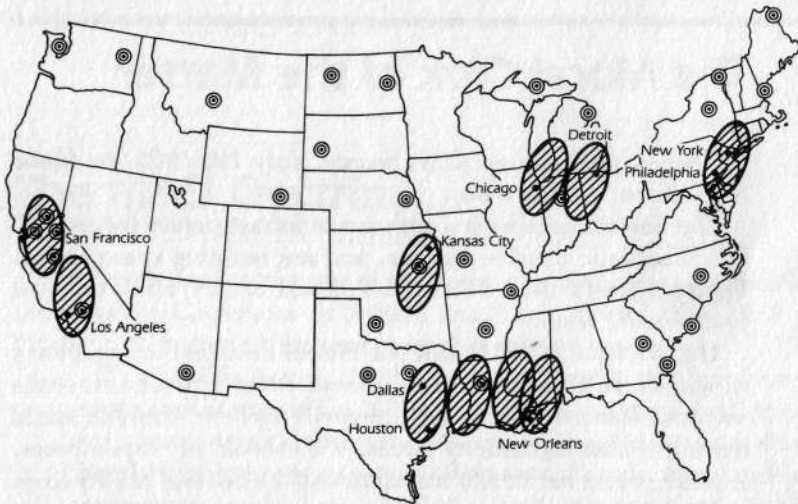 Detroit
New York
Philadelphia
Chicago
San Francisco
Kansas City
Los Angeles
Dallas
Houston
New Orleans